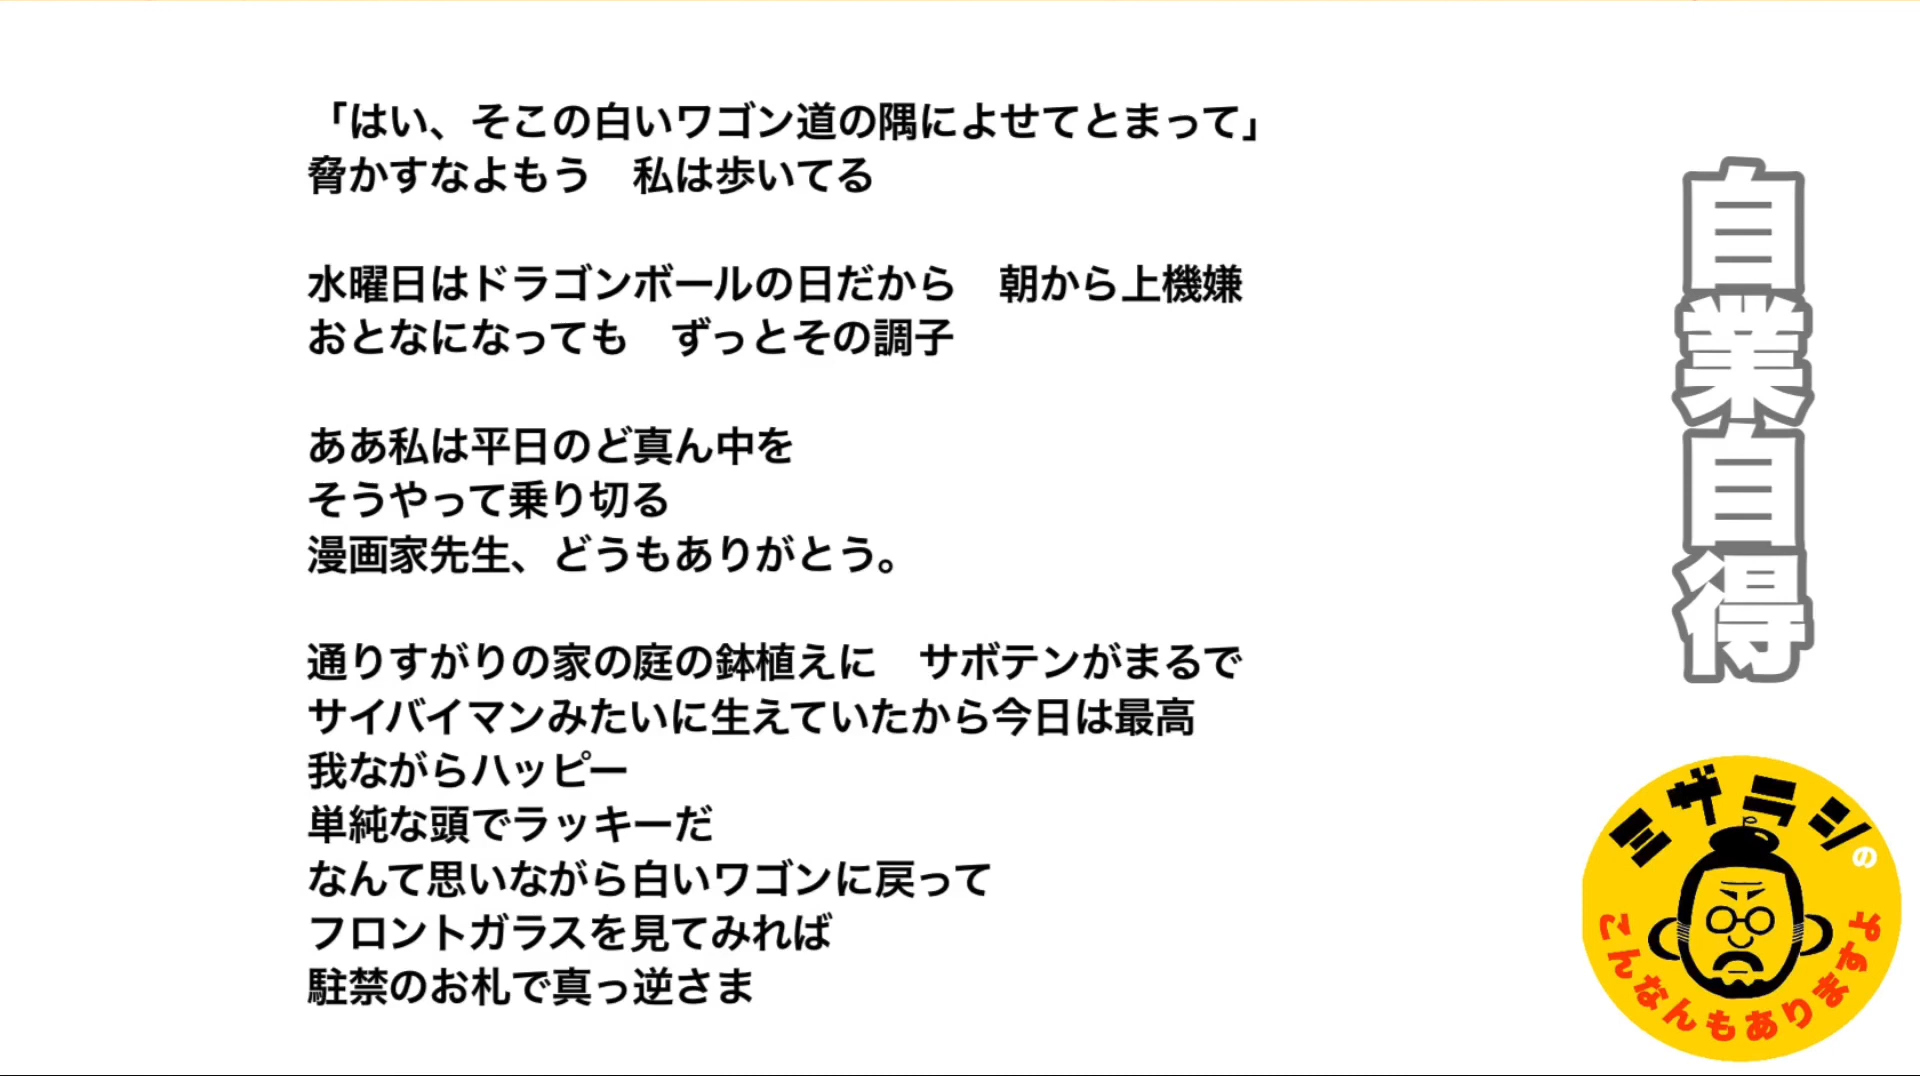 「はい、そこの白いワゴン道の隅によせてとまって」
脅かすなよもう　私は歩いてる
水曜日はドラゴンボールの日だから　朝から上機嫌
おとなになっても　ずっとその調子
ああ私は平日のど真ん中を
そうやって乗り切る
漫画家先生、どうもありがとう。
通りすがりの家の庭の鉢植えに　サボテンがまるで
サイバイマンみたいに生えていたから今日は最高
我ながらハッピー
単純な頭でラッキーだ
なんて思いながら白いワゴンに戻って
フロントガラスを見てみれば
駐禁のお札で真っ逆さま
自業自得
ミザラシの
こんなんもありますよ